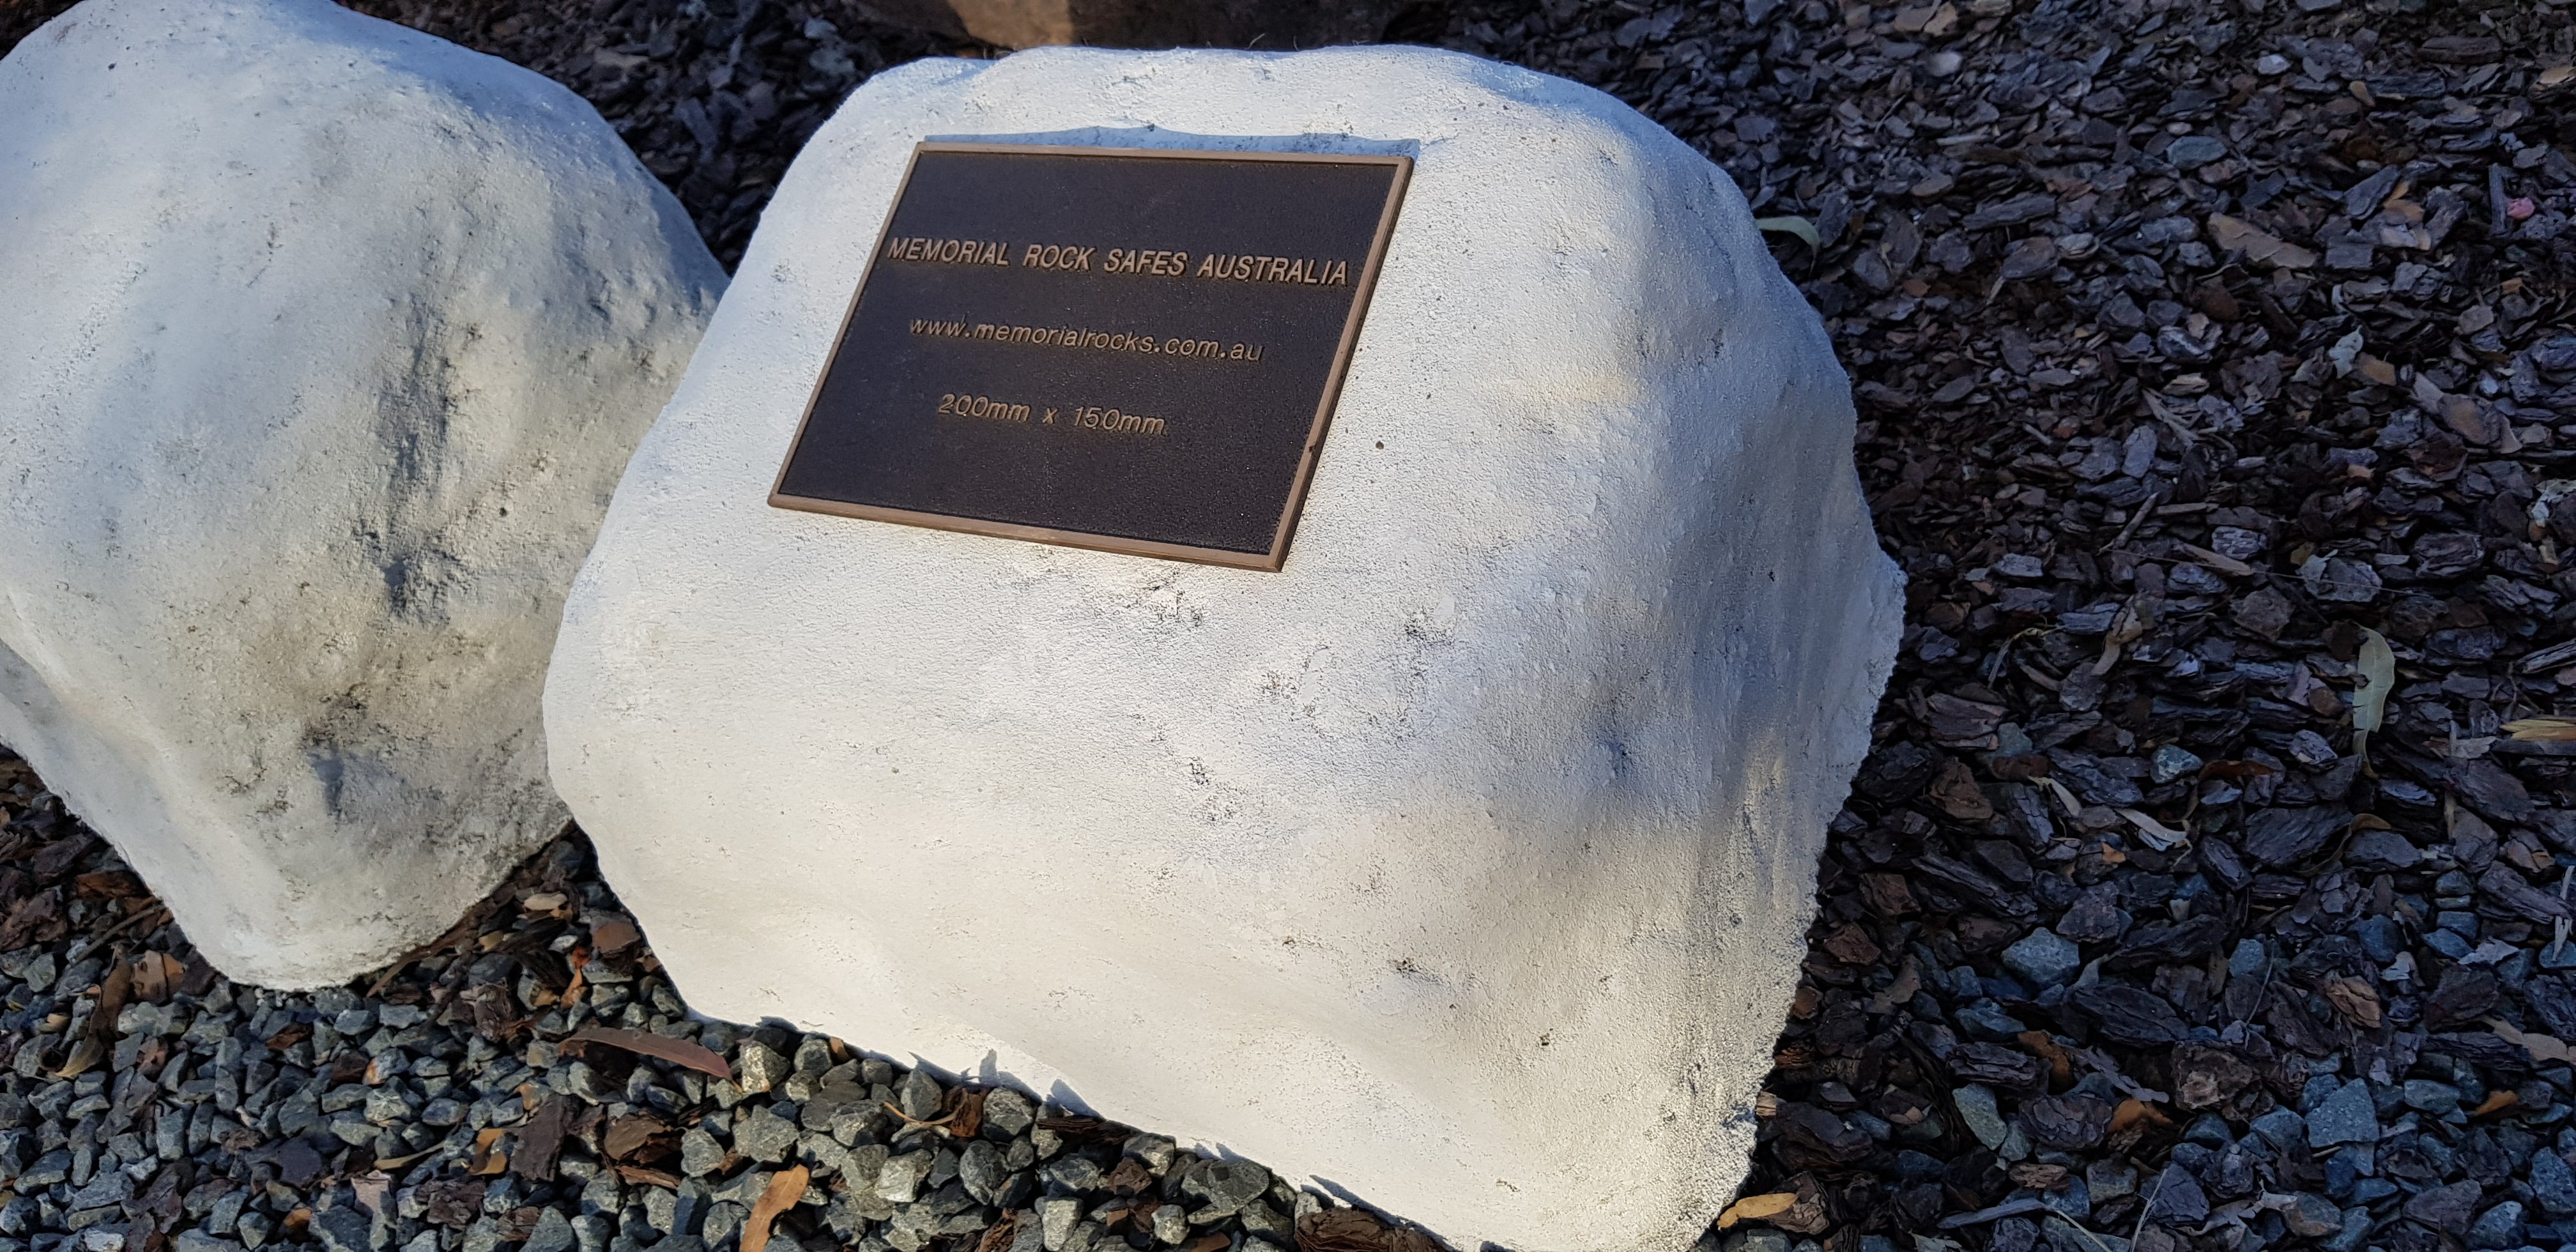 MEMORIAL ROCK SAFES AUSTRALIA
www.memorialrocks.com.au
200mm x 150mm